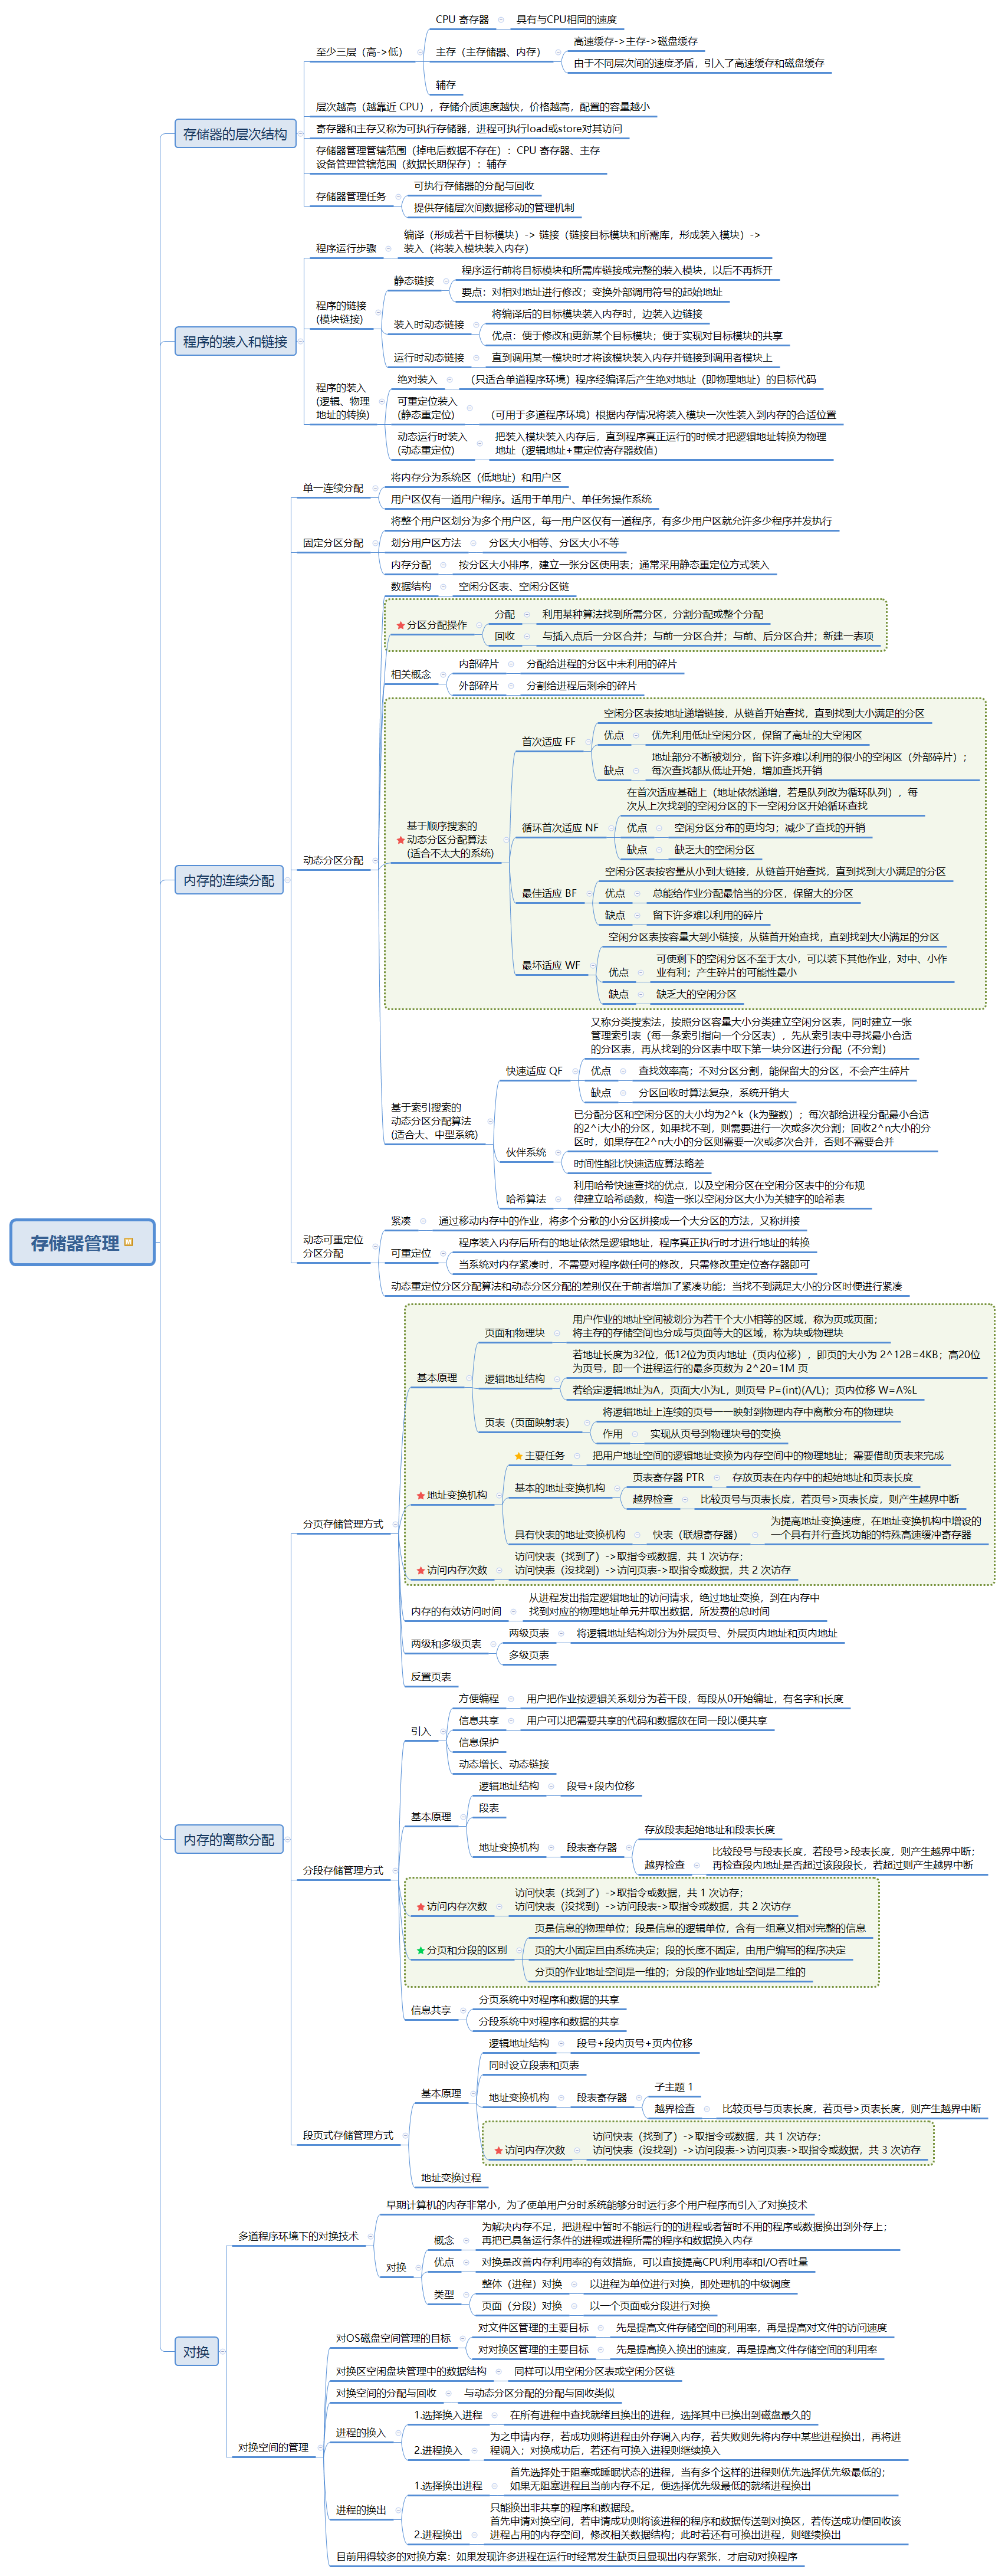 存储器管理
存储器的层次结构
至少三层（高->低）
CPU 寄存器
具有与CPU相同的速度
主存（主存储器、内存）
高速缓存->主存->磁盘缓存
由于不同层次间的速度矛盾，引入了高速缓存和磁盘缓存
辅存
层次越高（越靠近 CPU），存储介质速度越快，价格越高，配置的容量越小
寄存器和主存又称为可执行存储器，进程可执行load或store对其访问
存储器管理管辖范围（掉电后数据不存在）：CPU 寄存器、主存
设备管理管辖范围（数据长期保存）：辅存
存储器管理任务
可执行存储器的分配与回收
提供存储层次间数据移动的管理机制
程序的装入和链接
程序运行步骤
编译（形成若干目标模块）-> 链接（链接目标模块和所需库，形成装入模块）->
装入（将装入模块装入内存）
程序的链接
(模块链接)
静态链接
程序运行前将目标模块和所需库链接成完整的装入模块，以后不再拆开
要点：对相对地址进行修改；变换外部调用符号的起始地址
装入时动态链接
将编译后的目标模块装入内存时，边装入边链接
优点：便于修改和更新某个目标模块；便于实现对目标模块的共享
运行时动态链接
直到调用某一模块时才将该模块装入内存并链接到调用者模块上
程序的装入
(逻辑、物理
地址的转换)
绝对装入
（只适合单道程序环境）程序经编译后产生绝对地址（即物理地址）的目标代码
可重定位装入
(静态重定位)
（可用于多道程序环境）根据内存情况将装入模块一次性装入到内存的合适位置
动态运行时装入
(动态重定位)
把装入模块装入内存后，直到程序真正运行的时候才把逻辑地址转换为物理
地址（逻辑地址+重定位寄存器数值）
内存的连续分配
单一连续分配
将内存分为系统区（低地址）和用户区
用户区仅有一道用户程序。适用于单用户、单任务操作系统
固定分区分配
将整个用户区划分为多个用户区，每一用户区仅有一道程序，有多少用户区就允许多少程序并发执行
划分用户区方法
分区大小相等、分区大小不等
内存分配
按分区大小排序，建立一张分区使用表；通常采用静态重定位方式装入
动态分区分配
数据结构
空闲分区表、空闲分区链
分区分配操作
分配
利用某种算法找到所需分区，分割分配或整个分配
回收
与插入点后一分区合并；与前一分区合并；与前、后分区合并；新建一表项
相关概念
内部碎片
分配给进程的分区中未利用的碎片
外部碎片
分割给进程后剩余的碎片
基于顺序搜索的
动态分区分配算法
(适合不太大的系统)
首次适应 FF
空闲分区表按地址递增链接，从链首开始查找，直到找到大小满足的分区
优点
优先利用低址空闲分区，保留了高址的大空闲区
缺点
地址部分不断被划分，留下许多难以利用的很小的空闲区（外部碎片）；
每次查找都从低址开始，增加查找开销
循环首次适应 NF
在首次适应基础上（地址依然递增，若是队列改为循环队列），每
次从上次找到的空闲分区的下一空闲分区开始循环查找
优点
空闲分区分布的更均匀；减少了查找的开销
缺点
缺乏大的空闲分区
最佳适应 BF
空闲分区表按容量从小到大链接，从链首开始查找，直到找到大小满足的分区
优点
总能给作业分配最恰当的分区，保留大的分区
缺点
留下许多难以利用的碎片
最坏适应 WF
空闲分区表按容量大到小链接，从链首开始查找，直到找到大小满足的分区
优点
可使剩下的空闲分区不至于太小，可以装下其他作业，对中、小作
业有利；产生碎片的可能性最小
缺点
缺乏大的空闲分区
基于索引搜索的
动态分区分配算法
(适合大、中型系统)
快速适应 QF
又称分类搜索法，按照分区容量大小分类建立空闲分区表，同时建立一张
管理索引表（每一条索引指向一个分区表），先从索引表中寻找最小合适
的分区表，再从找到的分区表中取下第一块分区进行分配（不分割）
优点
查找效率高；不对分区分割，能保留大的分区，不会产生碎片
缺点
分区回收时算法复杂，系统开销大
伙伴系统
已分配分区和空闲分区的大小均为2^k（k为整数）；每次都给进程分配最小合适
的2^i大小的分区，如果找不到，则需要进行一次或多次分割；回收2^n大小的分
区时，如果存在2^n大小的分区则需要一次或多次合并，否则不需要合并
时间性能比快速适应算法略差
哈希算法
利用哈希快速查找的优点，以及空闲分区在空闲分区表中的分布规
律建立哈希函数，构造一张以空闲分区大小为关键字的哈希表
动态可重定位
分区分配
紧凑
通过移动内存中的作业，将多个分散的小分区拼接成一个大分区的方法，又称拼接
可重定位
程序装入内存后所有的地址依然是逻辑地址，程序真正执行时才进行地址的转换
当系统对内存紧凑时，不需要对程序做任何的修改，只需修改重定位寄存器即可
动态重定位分区分配算法和动态分区分配的差别仅在于前者增加了紧凑功能；当找不到满足大小的分区时便进行紧凑
内存的离散分配
分页存储管理方式
基本原理
页面和物理块
用户作业的地址空间被划分为若干个大小相等的区域，称为页或页面；
将主存的存储空间也分成与页面等大的区域，称为块或物理块
逻辑地址结构
若地址长度为32位，低12位为页内地址（页内位移），即页的大小为 2^12B=4KB；高20位
为页号，即一个进程运行的最多页数为 2^20=1M 页
若给定逻辑地址为A，页面大小为L，则页号 P=(int)(A/L)；页内位移 W=A%L
页表（页面映射表）
将逻辑地址上连续的页号一一映射到物理内存中离散分布的物理块
作用
实现从页号到物理块号的变换
地址变换机构
主要任务
把用户地址空间的逻辑地址变换为内存空间中的物理地址；需要借助页表来完成
基本的地址变换机构
页表寄存器 PTR
存放页表在内存中的起始地址和页表长度
越界检查
比较页号与页表长度，若页号>页表长度，则产生越界中断
具有快表的地址变换机构
快表（联想寄存器）
为提高地址变换速度，在地址变换机构中增设的
一个具有并行查找功能的特殊高速缓冲寄存器
访问内存次数
访问快表（找到了）->取指令或数据，共 1 次访存；
访问快表（没找到）->访问页表->取指令或数据，共 2 次访存
内存的有效访问时间
从进程发出指定逻辑地址的访问请求，绝过地址变换，到在内存中
找到对应的物理地址单元并取出数据，所发费的总时间
两级和多级页表
两级页表
将逻辑地址结构划分为外层页号、外层页内地址和页内地址
多级页表
反置页表
分段存储管理方式
引入
方便编程
用户把作业按逻辑关系划分为若干段，每段从0开始编址，有名字和长度
信息共享
用户可以把需要共享的代码和数据放在同一段以便共享
信息保护
动态增长、动态链接
基本原理
逻辑地址结构
段号+段内位移
段表
地址变换机构
段表寄存器
存放段表起始地址和段表长度
越界检查
比较段号与段表长度，若段号>段表长度，则产生越界中断；
再检查段内地址是否超过该段段长，若超过则产生越界中断
访问内存次数
访问快表（找到了）->取指令或数据，共 1 次访存；
访问快表（没找到）->访问段表->取指令或数据，共 2 次访存
分页和分段的区别
页是信息的物理单位；段是信息的逻辑单位，含有一组意义相对完整的信息
页的大小固定且由系统决定；段的长度不固定，由用户编写的程序决定
分页的作业地址空间是一维的；分段的作业地址空间是二维的
信息共享
分页系统中对程序和数据的共享
分段系统中对程序和数据的共享
段页式存储管理方式
基本原理
逻辑地址结构
段号+段内页号+页内位移
同时设立段表和页表
地址变换机构
段表寄存器
子主题 1
越界检查
比较页号与页表长度，若页号>页表长度，则产生越界中断
访问内存次数
访问快表（找到了）->取指令或数据，共 1 次访存；
访问快表（没找到）->访问段表->访问页表->取指令或数据，共 3 次访存
地址变换过程
对换
多道程序环境下的对换技术
早期计算机的内存非常小，为了使单用户分时系统能够分时运行多个用户程序而引入了对换技术
对换
概念
为解决内存不足，把进程中暂时不能运行的的进程或者暂时不用的程序或数据换出到外存上；
再把已具备运行条件的进程或进程所需的程序和数据换入内存
优点
对换是改善内存利用率的有效措施，可以直接提高CPU利用率和I/O吞吐量
类型
整体（进程）对换
以进程为单位进行对换，即处理机的中级调度
页面（分段）对换
以一个页面或分段进行对换
对换空间的管理
对OS磁盘空间管理的目标
对文件区管理的主要目标
先是提高文件存储空间的利用率，再是提高对文件的访问速度
对对换区管理的主要目标
先是提高换入换出的速度，再是提高文件存储空间的利用率
对换区空闲盘块管理中的数据结构
同样可以用空闲分区表或空闲分区链
对换空间的分配与回收
与动态分区分配的分配与回收类似
进程的换入
1.选择换入进程
在所有进程中查找就绪且换出的进程，选择其中已换出到磁盘最久的
2.进程换入
为之申请内存，若成功则将进程由外存调入内存，若失败则先将内存中某些进程换出，再将进
程调入；对换成功后，若还有可换入进程则继续换入
进程的换出
1.选择换出进程
首先选择处于阻塞或睡眠状态的进程，当有多个这样的进程则优先选择优先级最低的；
如果无阻塞进程且当前内存不足，便选择优先级最低的就绪进程换出
2.进程换出
只能换出非共享的程序和数据段。
首先申请对换空间，若申请成功则将该进程的程序和数据传送到对换区，若传送成功便回收该
进程占用的内存空间，修改相关数据结构；此时若还有可换出进程，则继续换出
目前用得较多的对换方案：如果发现许多进程在运行时经常发生缺页且显现出内存紧张，才启动对换程序